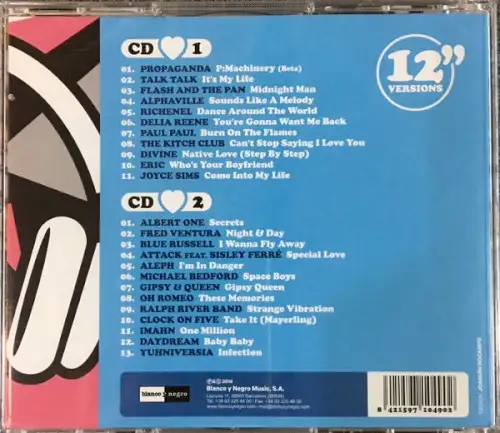 CD 1
12"
VERSIONS
01. PROPAGANDA P:Machinery (Beta)
02. TALK TALK It's My Life
03. FLASH AND THE PAN Midnight Man
04. ALPHAVILLE Sounds Like A Melody
05. RICHENEL Dance Around The World
06. DELLA REENE You're Gonna Want Me Back
07. PAUL PAUL Burn On The Flames
08. THE KITCH CLUB Can't Stop Saying I Love You
09. DIVINE Native Love (Step By Step)
10. ERIC Who's Your Boyfriend
11. JOYCE SIMS Come Into My Life
CD 2
01. ALBERT ONE Secrets
02. FRED VENTURA Night & Day
03. BLUE RUSSELL I Wanna Fly Away
04. ATTACK FEAT. SISLEY FERRÉ Special Love
05. ALEPH I'm In Danger
06. MICHAEL BEDFORD Space Boys
07. GIPSY & QUEEN Gipsy Queen
08. OH ROMEO These Memories
09. RALPH RIVER BAND Strange Vibration
10. CLOCK ON FIVE Take It (Mayerling)
11. IMAHN One Million
12. DAYDREAM Baby Baby
13. YUHNIVERSIA Infection
blanco y negro
Blanco y Negro Music, S.A.
8 421597 104902